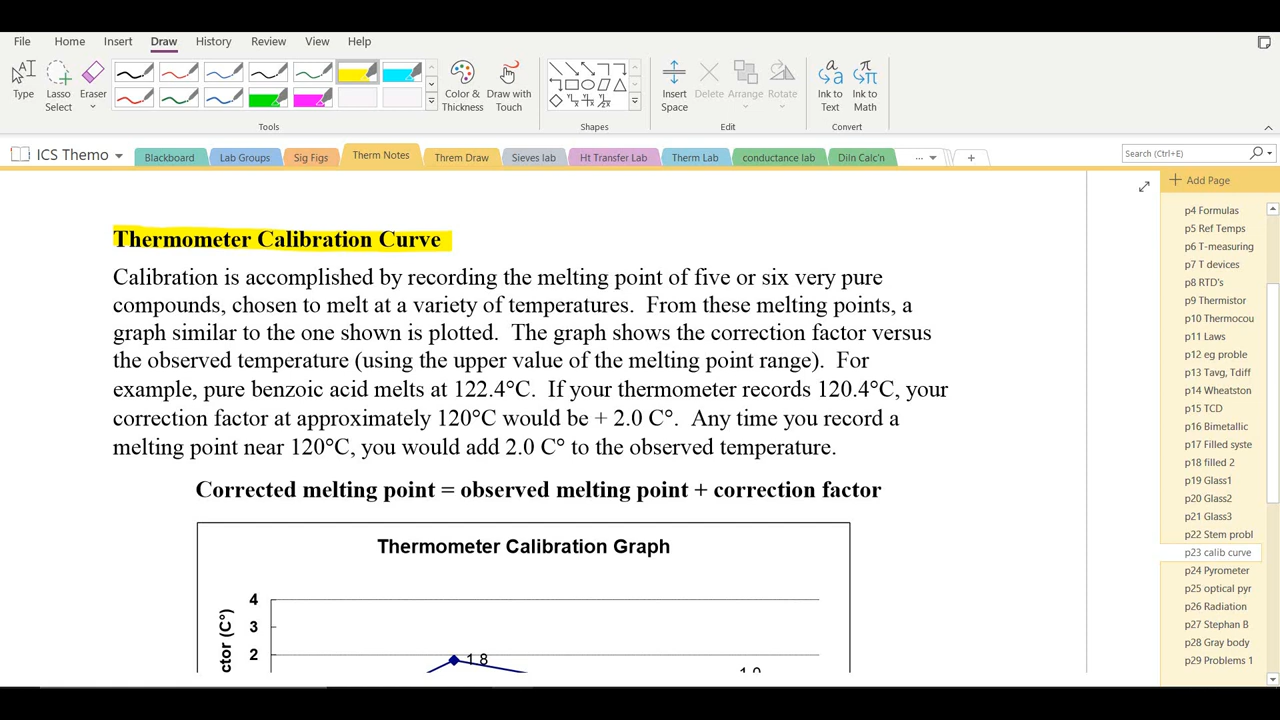 File Home Insert Draw History Review View Help
Type
Lasso Select
Eraser
Color & Thickness
Draw with Touch
Insert Space
Delete
Arrange
Rotate
Ink to Text
Ink to Math
Tools
Shapes
Edit
Convert
ICS Themo
Blackboard
Lab Groups
Sig Figs
Therm Notes
Threm Draw
Sieves lab
Ht Transfer Lab
Therm Lab
conductance lab
Diln Calc'n
...
Search (Ctrl+E)
Add Page
Thermometer Calibration Curve
Calibration is accomplished by recording the melting point of five or six very pure
compounds, chosen to melt at a variety of temperatures. From these melting points, a
graph similar to the one shown is plotted. The graph shows the correction factor versus
the observed temperature (using the upper value of the melting point range). For
example, pure benzoic acid melts at 122.4°C. If your thermometer records 120.4°C, your
correction factor at approximately 120°C would be + 2.0 C°. Any time you record a
melting point near 120°C, you would add 2.0 C° to the observed temperature.
Corrected melting point = observed melting point + correction factor
Thermometer Calibration Graph
4
3
2
ctor (C°)
1.8
p4 Formulas
p5 Ref Temps
p6 T-measuring
p7 T devices
p8 RTD's
p9 Thermistor
p10 Thermocou
p11 Laws
p12 eg proble
p13 Tavg, Tdiff
p14 Wheatston
p15 TCD
p16 Bimetallic
p17 Filled syste
p18 filled 2
p19 Glass1
p20 Glass2
p21 Glass3
p22 Stem probl
p23 calib curve
p24 Pyrometer
p25 optical pyr
p26 Radiation
p27 Stephan B
p28 Gray body
p29 Problems 1